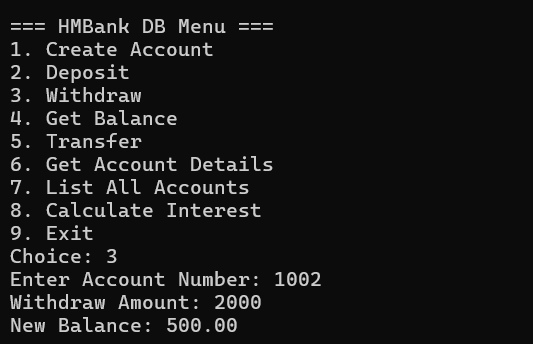 === HMBank DB Menu ===
1. Create Account
2. Deposit
3. Withdraw
4. Get Balance
5. Transfer
6. Get Account Details
7. List All Accounts
8. Calculate Interest
9. Exit
Choice: 3
Enter Account Number: 1002
Withdraw Amount: 2000
New Balance: 500.00